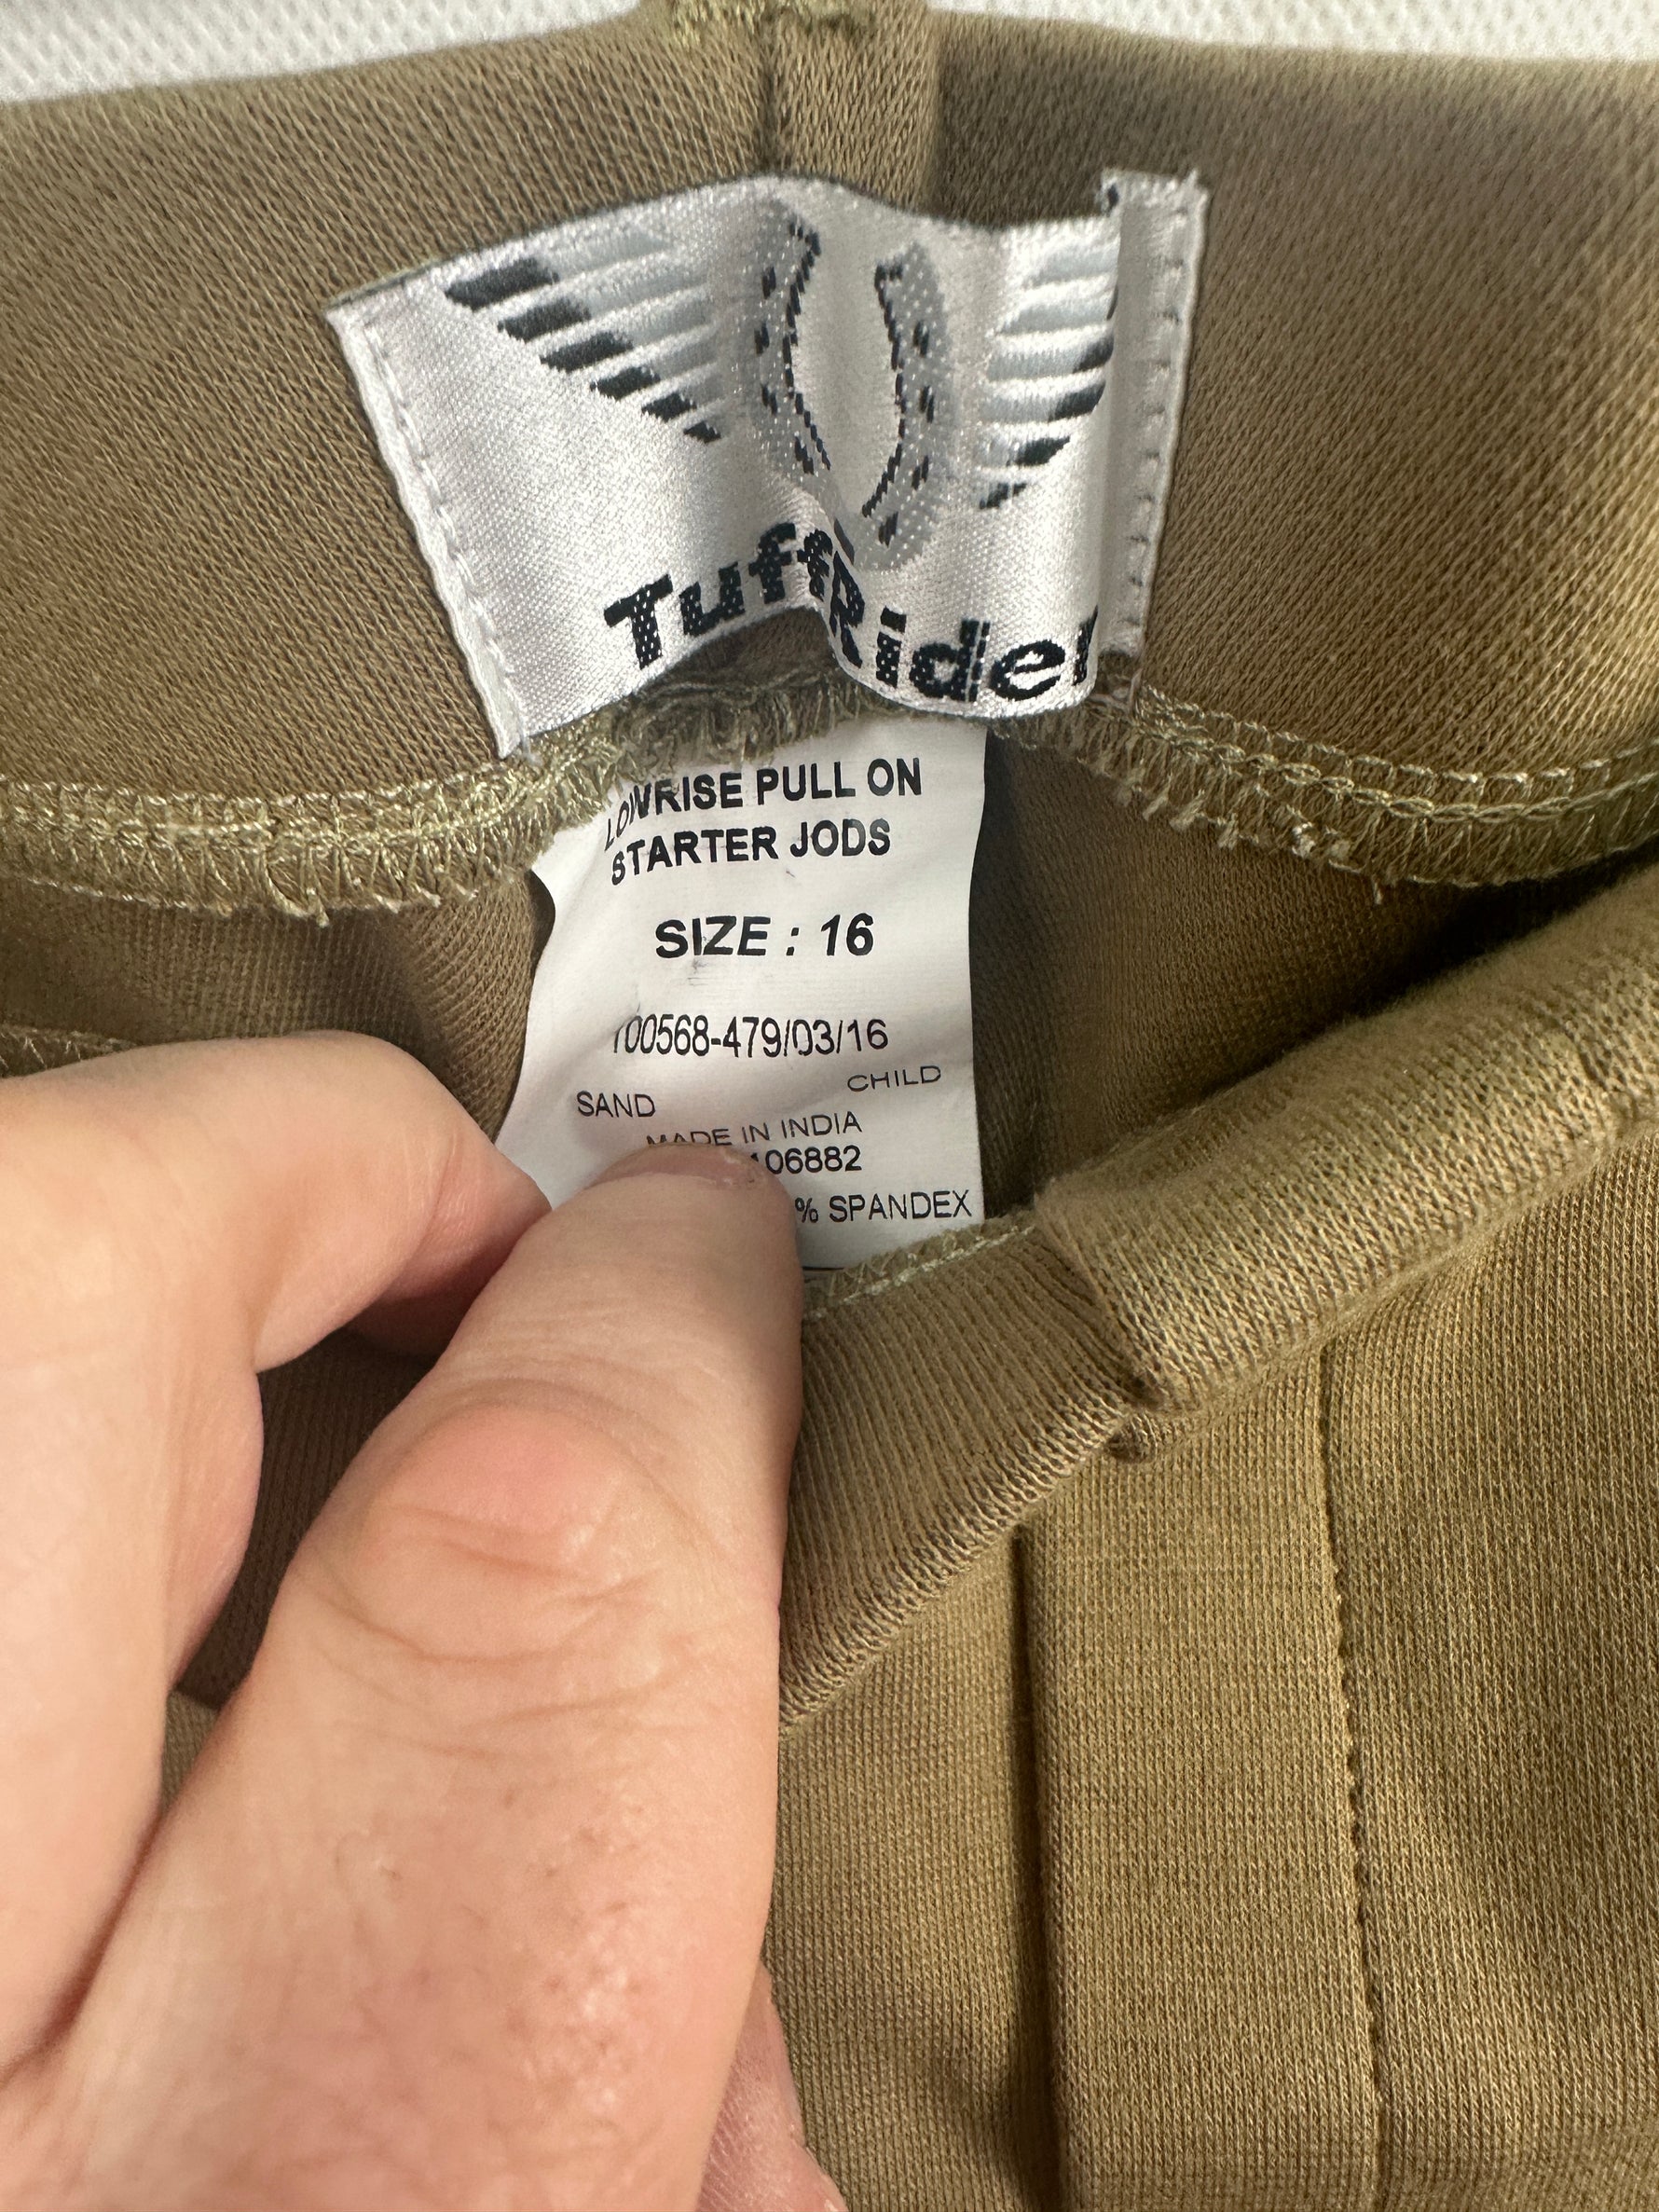 TuffRider
LOWRISE PULL ON
STARTER JODS
SIZE : 16
100568-479/03/16
CHILD
SAND
MADE IN INDIA
106882
% SPANDEX